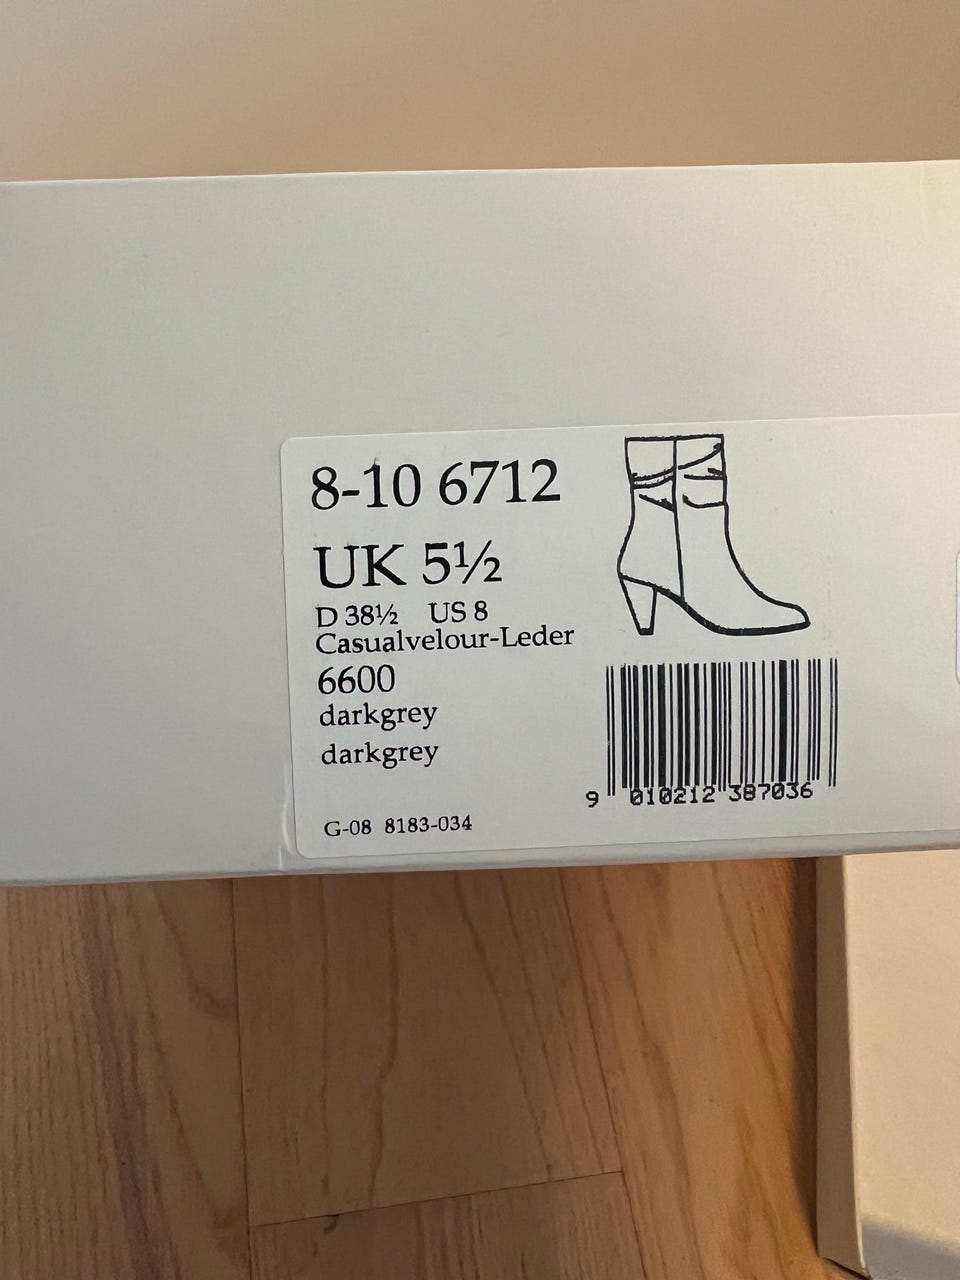 8-10 6712
UK 5½
D 38½ US 8
Casualvelour-Leder
6600
darkgrey
darkgrey
G-08 8183-034
9 010212 387036